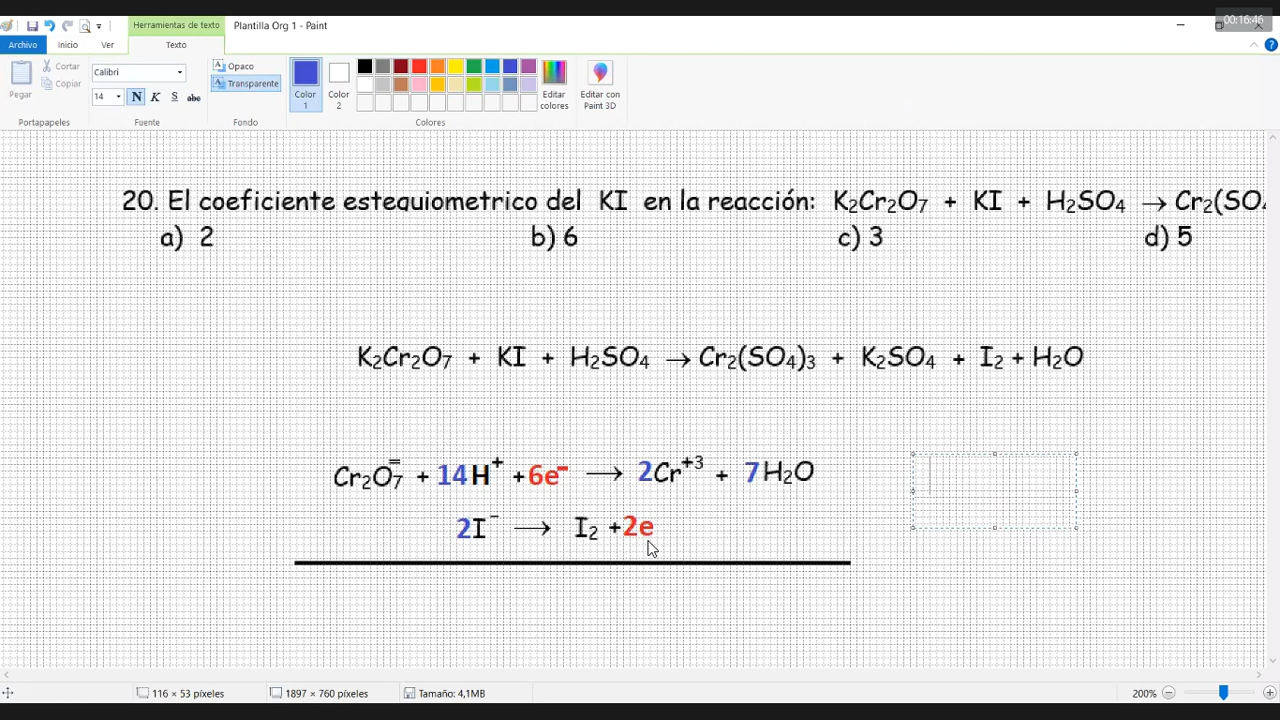 Herramientas de texto
Plantilla Org 1 - Paint
00:16:46
Archivo Inicio Ver Texto
Pegar
Cortar
Copiar
Portapapeles
Calibri
14 N K S abc
Fuente
Opaco
Transparente
Fondo
Color 1
Color 2
Colores
Editar colores
Editar con Paint 3D
20. El coeficiente estequiometrico del KI en la reacción: K₂Cr₂O₇ + KI + H₂SO₄ → Cr₂(SO₄
a) 2 b) 6 c) 3 d) 5
K₂Cr₂O₇ + KI + H₂SO₄ → Cr₂(SO₄)₃ + K₂SO₄ + I₂ + H₂O
Cr₂O₇⁼ + 14H⁺ + 6e⁻ → 2Cr⁺³ + 7H₂O
2I⁻ → I₂ + 2e
116 × 53 píxeles
1897 × 760 píxeles
Tamaño: 4,1MB
200%